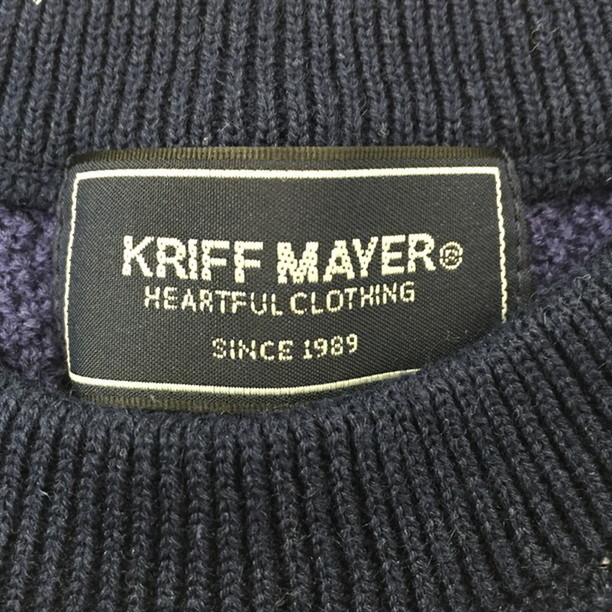 KRIFF MAYER®
HEARTFUL CLOTHING
SINCE 1989